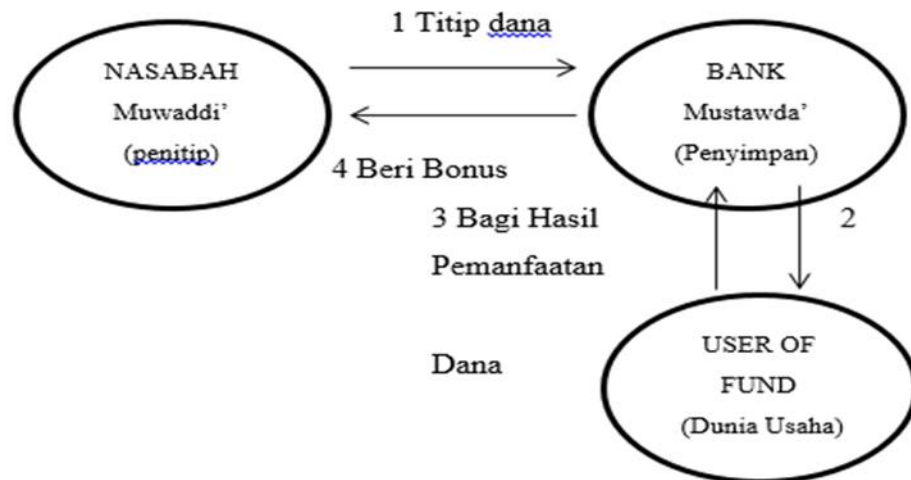 1 Titip dana
NASABAH
Muwaddi’
(penitip)
BANK
Mustawda’
(Penyimpan)
4 Beri Bonus
3 Bagi Hasil
Pemanfaatan
Dana
2
USER OF
FUND
(Dunia Usaha)